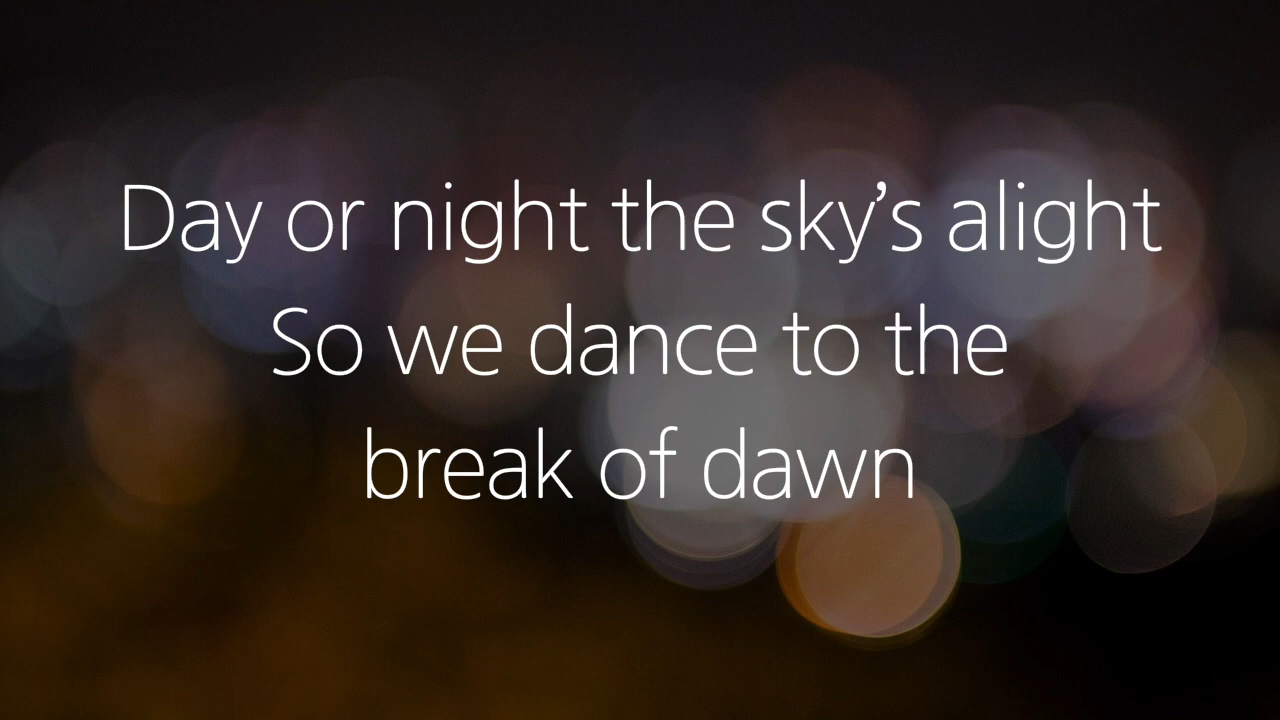 Day or night the sky’s alight
So we dance to the
break of dawn